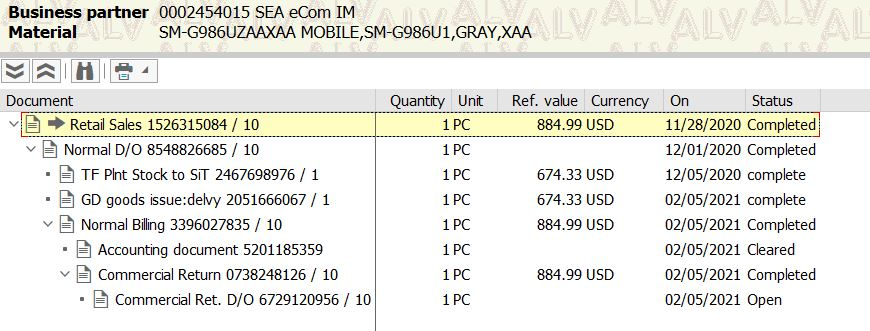 Business partner 0002454015 SEA eCom IM
Material SM-G986UZAAXAA MOBILE,SM-G986U1,GRAY,XAA
Document Quantity Unit Ref. value Currency On Status
Retail Sales 1526315084 / 10 1 PC 884.99 USD 11/28/2020 Completed
Normal D/O 8548826685 / 10 1 PC 12/01/2020 Completed
TF Plnt Stock to SiT 2467698976 / 1 1 PC 674.33 USD 12/05/2020 complete
GD goods issue:delvy 2051666067 / 1 1 PC 674.33 USD 02/05/2021 complete
Normal Billing 3396027835 / 10 1 PC 884.99 USD 02/05/2021 Completed
Accounting document 5201185359 1 PC 02/05/2021 Cleared
Commercial Return 0738248126 / 10 1 PC 884.99 USD 02/05/2021 Completed
Commercial Ret. D/O 6729120956 / 10 1 PC 02/05/2021 Open